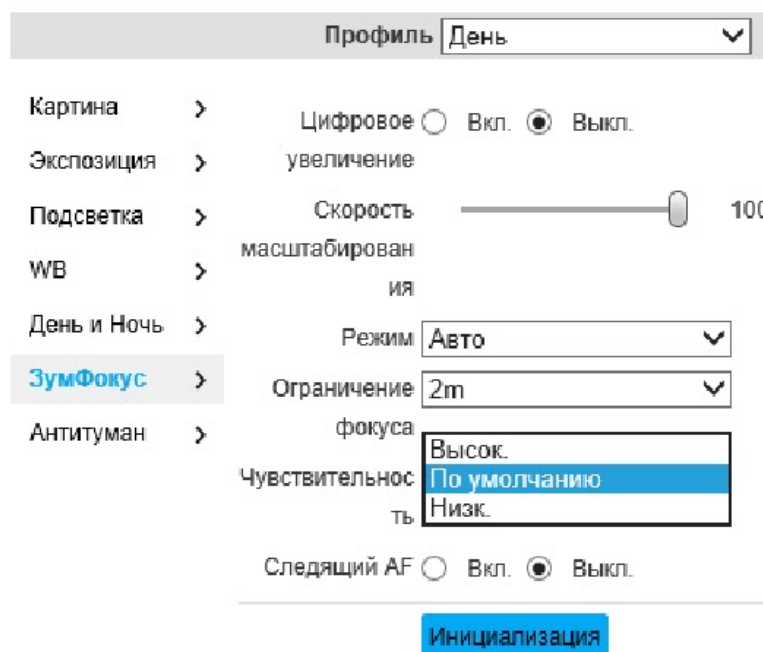 Профиль День
Картина
Экспозиция
Подсветка
WB
День и Ночь
ЗумФокус
Антитуман
Цифровое увеличение Вкл. Выкл.
Скорость масштабирован ия 100
Режим Авто
Ограничение фокуса 2m
Чувствительнос ть
Высок.
По умолчанию
Низк.
Следящий AF Вкл. Выкл.
Инициализация